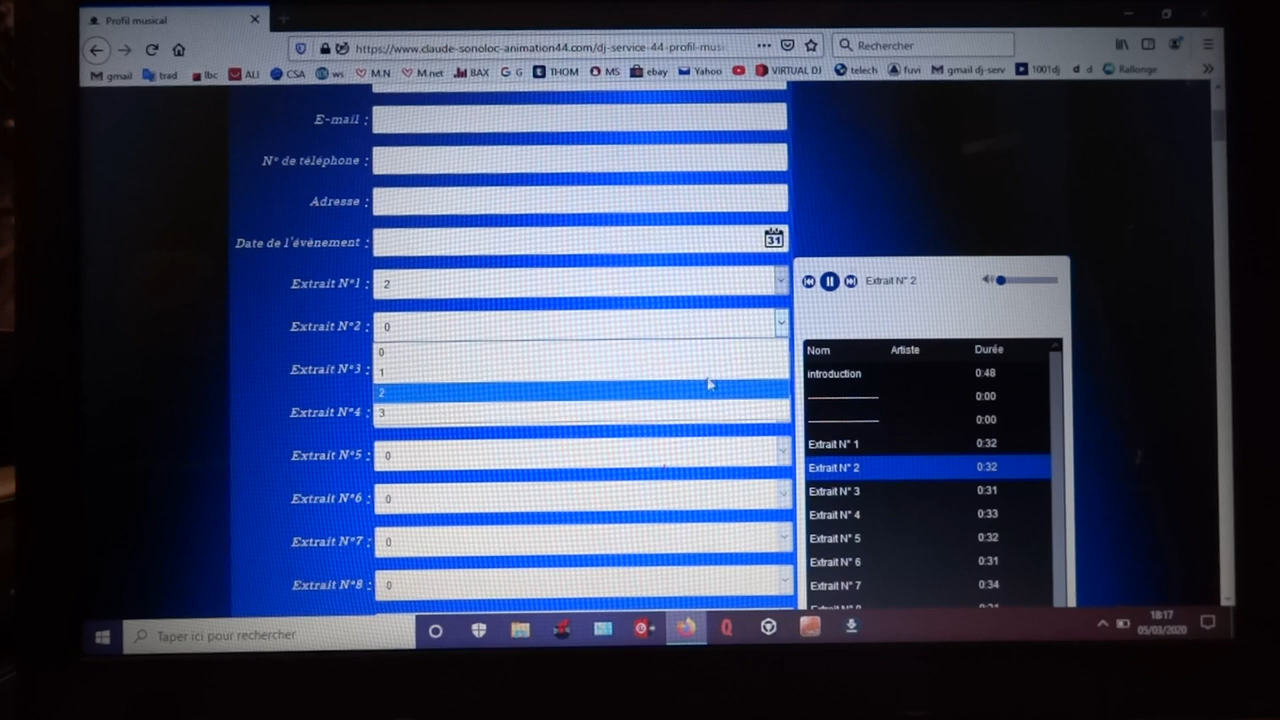 Profil musical
https://www.claude-sonoloc-animation44.com/dj-service-44-profil-mus
Rechercher
gmail trad lbc ALI CSA ws M.N M.net BAX G THOM MS ebay Yahoo VIRTUAL DJ telech fuvi gmail dj-serv 1001dj d Rallonge
E-mail :
N° de téléphone :
Adresse :
Date de l'évènement : 31
Extrait N°1 : 2
Extrait N°2 : 0
0
Extrait N°3 :
1
2
Extrait N°4 :
3
Extrait N°5 : 0
Extrait N°6 : 0
Extrait N°7 : 0
Extrait N°8 : 0
Extrait N° 2
Nom Artiste Durée
introduction 0:48
0:00
0:00
Extrait N° 1 0:32
Extrait N° 2 0:32
Extrait N° 3 0:31
Extrait N° 4 0:33
Extrait N° 5 0:32
Extrait N° 6 0:31
Extrait N° 7 0:34
Taper ici pour rechercher
18:17
05/03/2020